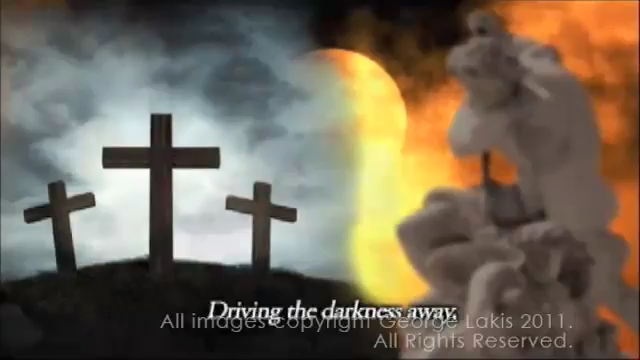 Driving the darkness away,
All images Copyright George Lakis 2011.
All Rights Reserved.